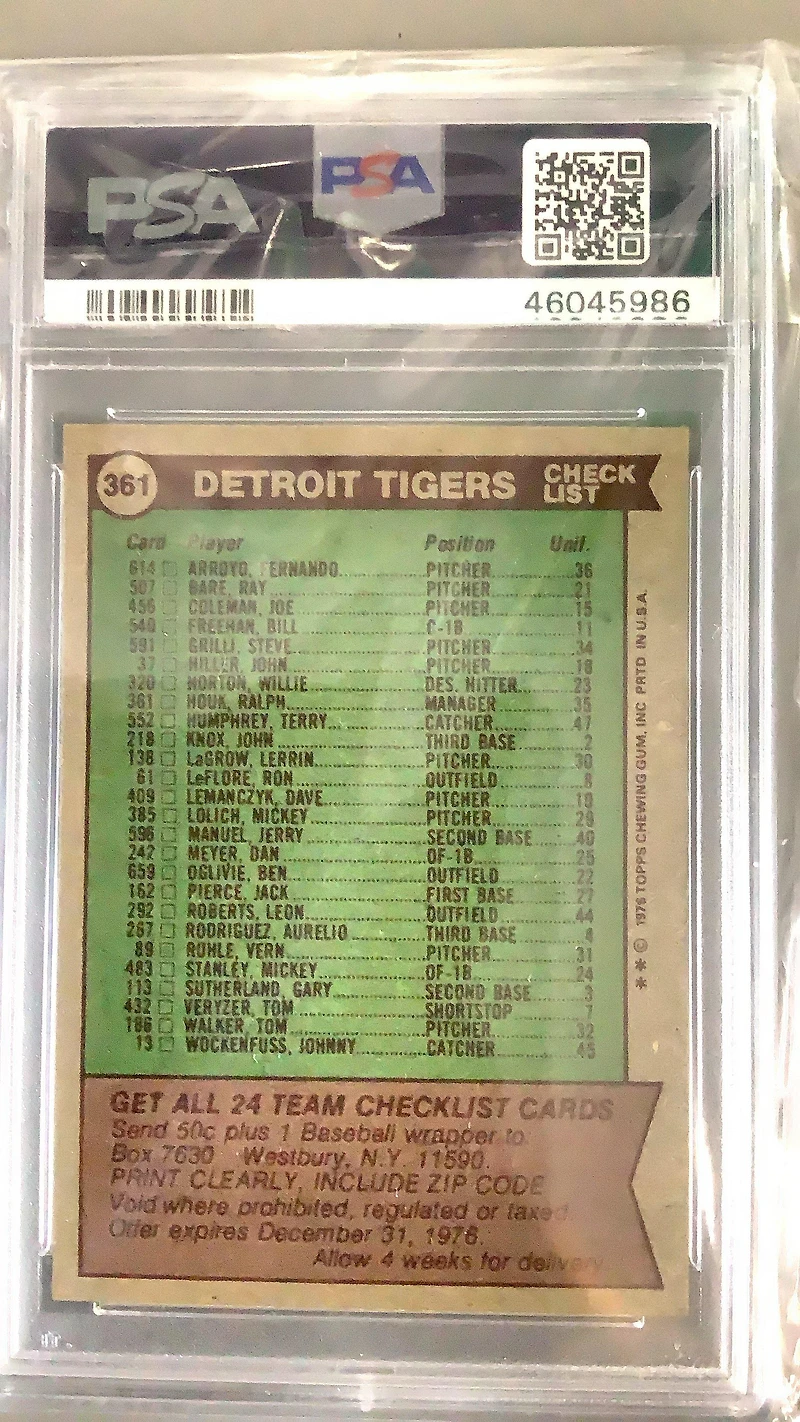 PSA PSA
46045986
361 DETROIT TIGERS CHECK LIST
Card Player Position Unif.
614 ARROYO, FERNANDO PITCHER 36
507 BARE, RAY PITCHER 21
456 COLEMAN, JOE PITCHER 15
540 FREEHAN, BILL C-1B 11
591 GRILLI, STEVE PITCHER 34
37 HILLER, JOHN PITCHER 18
320 HORTON, WILLIE DES. HITTER 23
361 HOUK, RALPH MANAGER 35
552 HUMPHREY, TERRY CATCHER 47
218 KNOX, JOHN THIRD BASE 2
138 LaGROW, LERRIN PITCHER 30
61 LeFLORE, RON OUTFIELD 8
409 LEMANCZYK, DAVE PITCHER 19
385 LOLICH, MICKEY PITCHER 29
596 MANUEL, JERRY SECOND BASE 40
242 MEYER, DAN OF-1B 25
659 OGLIVIE, BEN OUTFIELD 22
162 PIERCE, JACK FIRST BASE 27
292 ROBERTS, LEON OUTFIELD 44
267 RODRIGUEZ, AURELIO THIRD BASE 4
89 RUHLE, VERN PITCHER 31
483 STANLEY, MICKEY OF-1B 24
113 SUTHERLAND, GARY SECOND BASE 3
432 VERYZER, TOM SHORTSTOP 7
186 WALKER, TOM PITCHER 32
13 WOCKENFUSS, JOHNNY CATCHER 45
** © 1976 TOPPS CHEWING GUM, INC PRTD IN U.S.A.
GET ALL 24 TEAM CHECKLIST CARDS
Send 50c plus 1 Baseball wrapper to:
Box 7630 Westbury, N.Y. 11590.
PRINT CLEARLY, INCLUDE ZIP CODE
Void where prohibited, regulated or taxed.
Offer expires December 31, 1976.
Allow 4 weeks for delivery